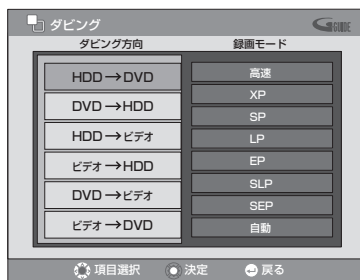 ダビング
G GUIDE
ダビング方向
録画モード
HDD→DVD
DVD→HDD
HDD→ビデオ
ビデオ→HDD
DVD→ビデオ
ビデオ→DVD
高速
XP
SP
LP
EP
SLP
SEP
自動
項目選択 決定 戻る